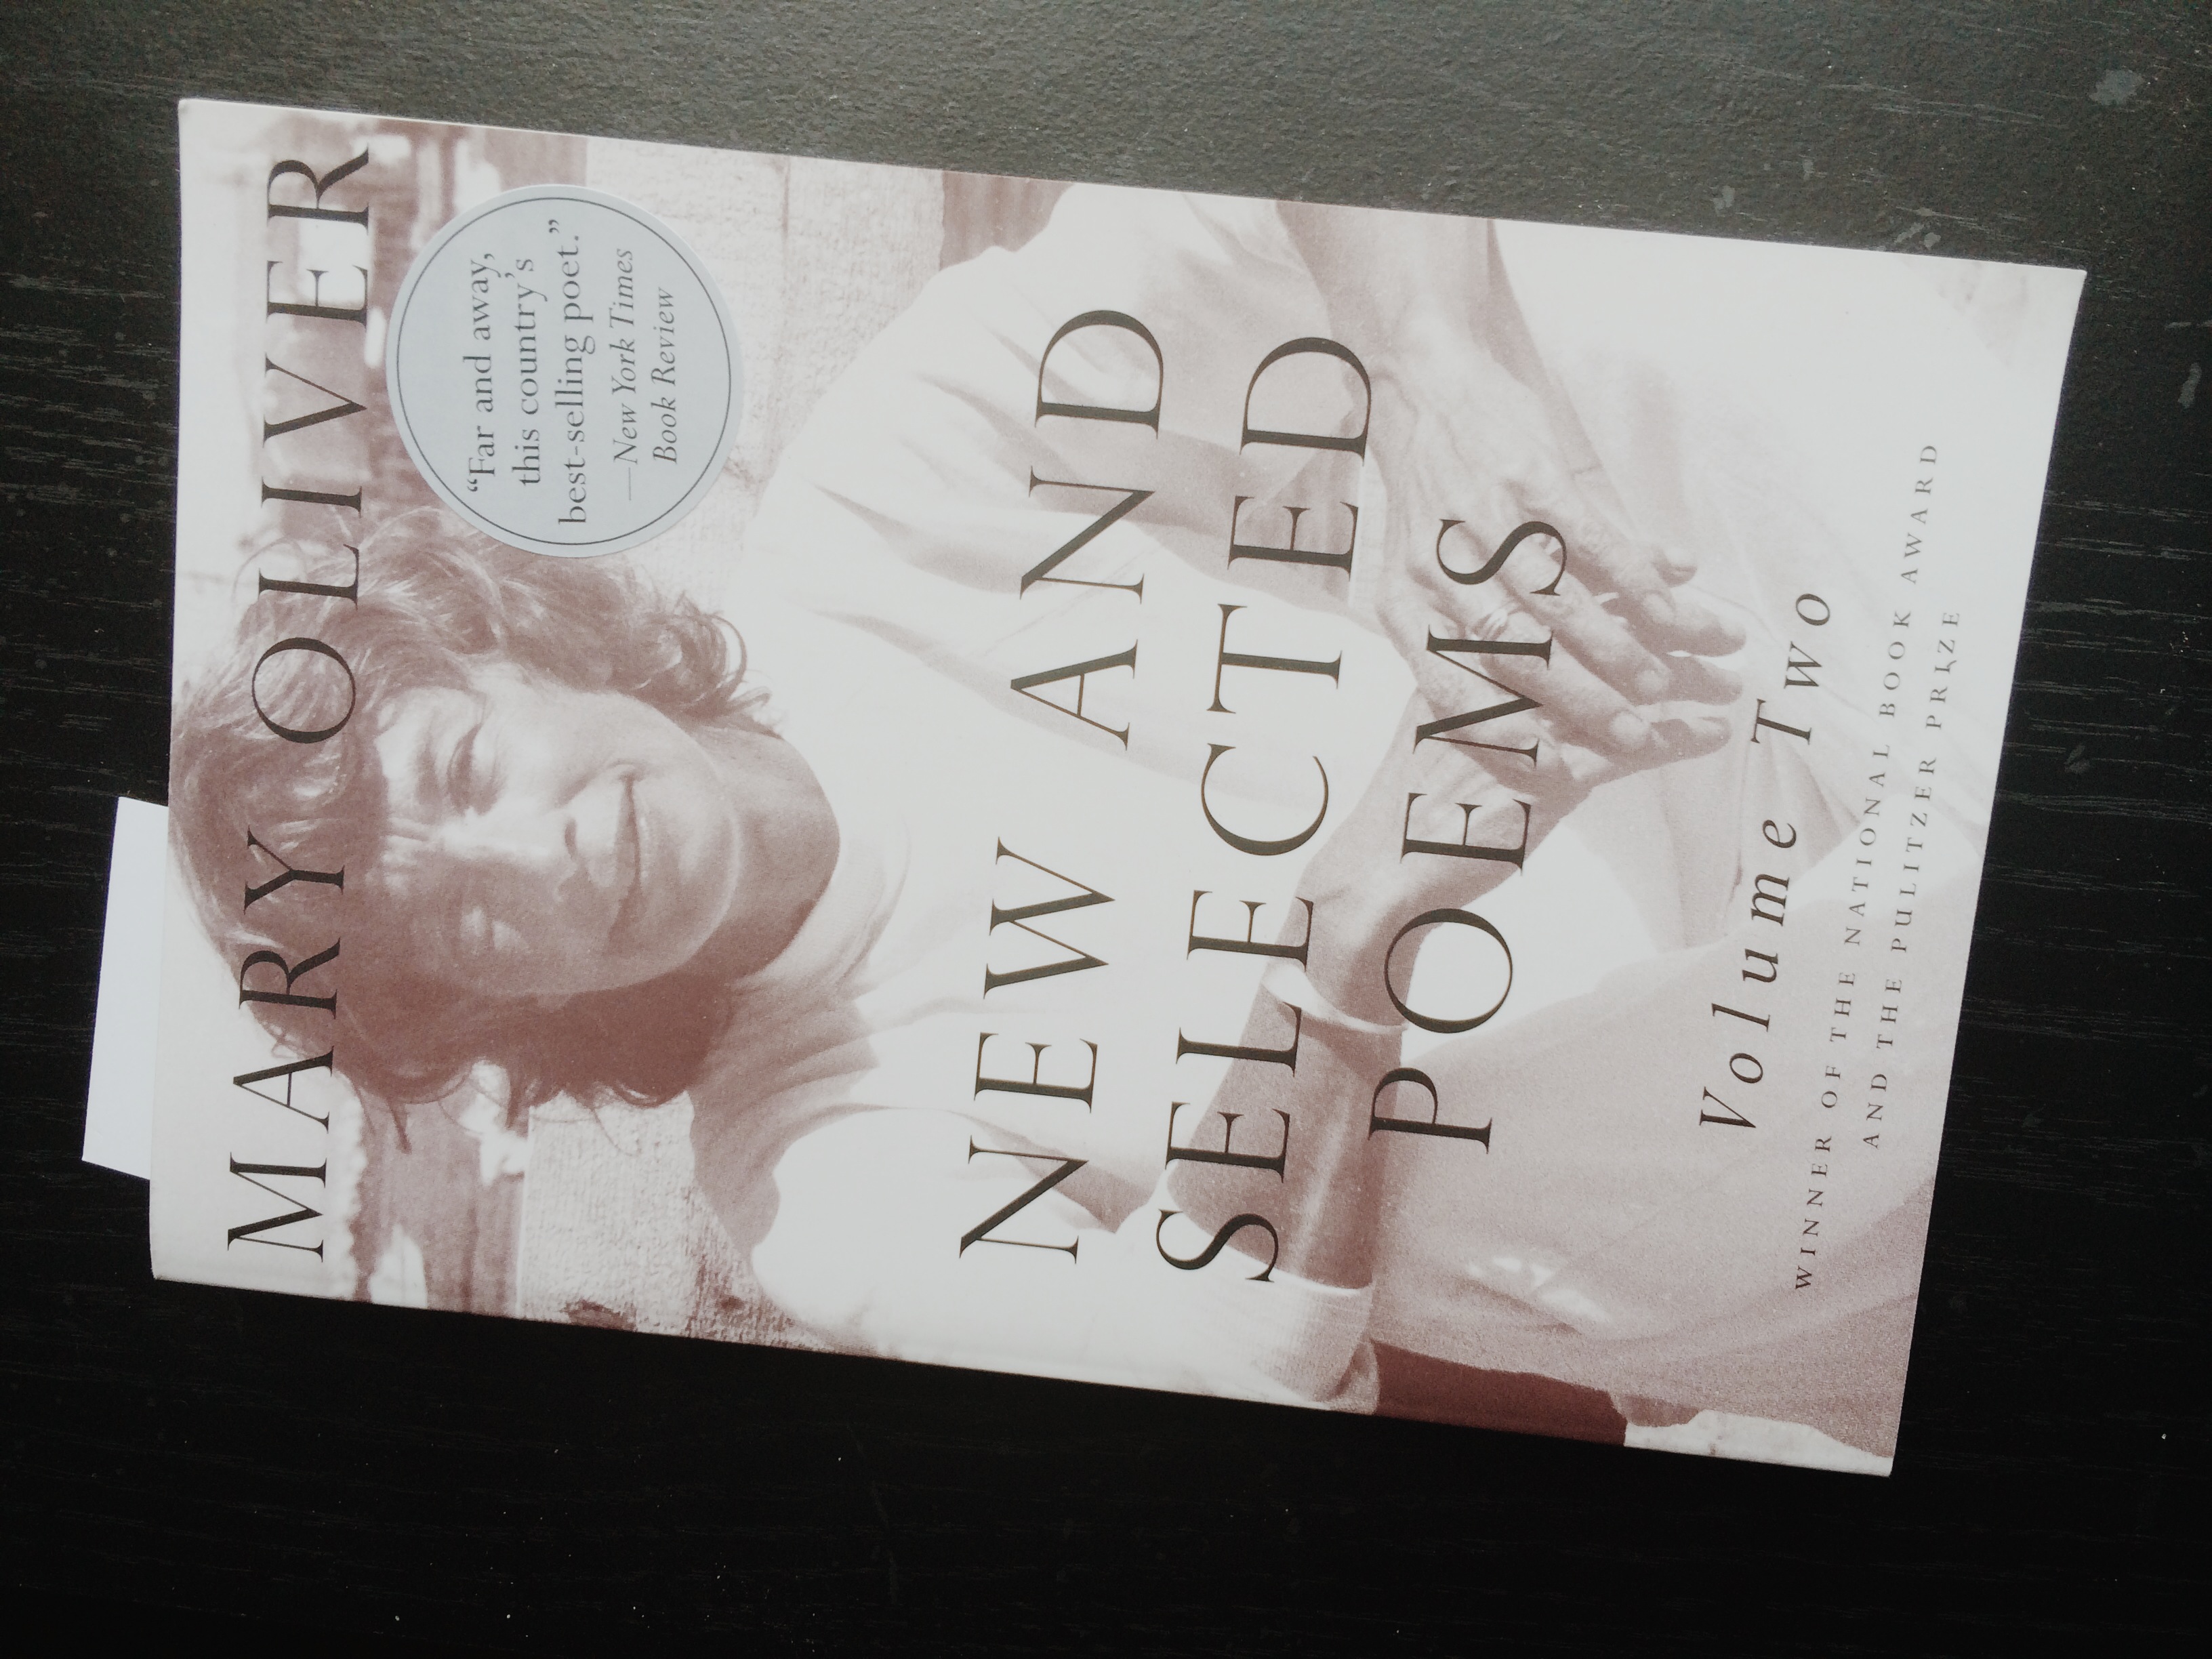 MARY OLIVER
“Far and away,
this country’s
best-selling poet.”
—New York Times
Book Review
NEW AND
SELECTED
POEMS
Volume Two
WINNER OF THE NATIONAL BOOK AWARD
AND THE PULITZER PRIZE